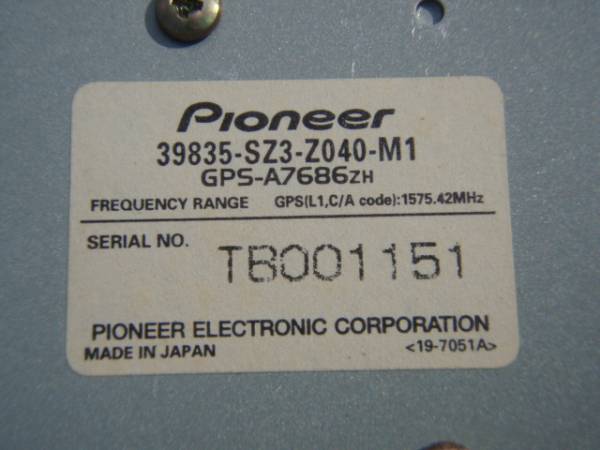 Pioneer
39835-SZ3-Z040-M1
GPS-A7686ZH
FREQUENCY RANGE GPS(L1,C/A code):1575.42MHz
SERIAL NO. TB001151
PIONEER ELECTRONIC CORPORATION
MADE IN JAPAN <19-7051A>